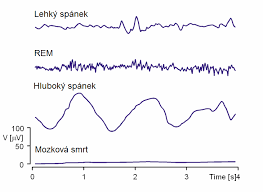 Lehký spánek
REM
Hluboký spánek
100
V [µV]
50
Mozková smrt
0
0 1 2 3 Time [s] 4